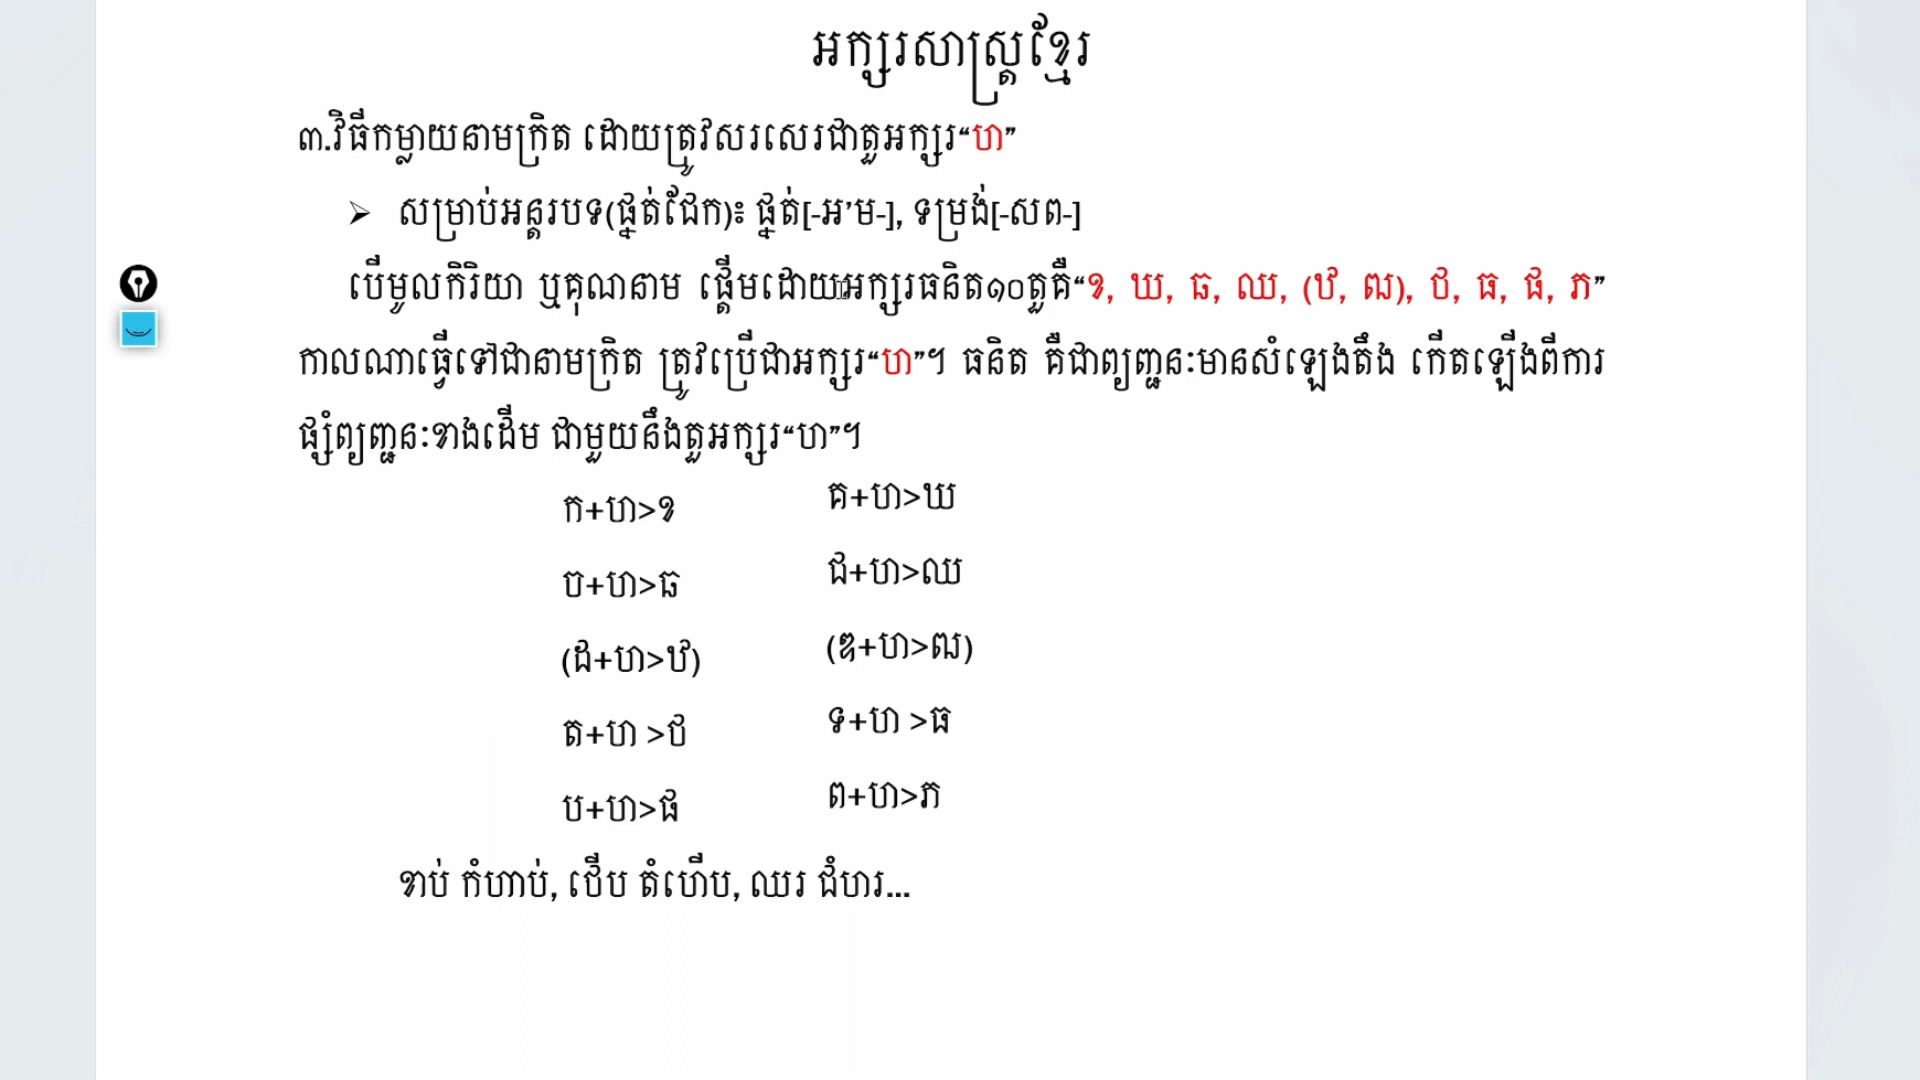 អក្សរសាស្ត្រខ្មែរ
៣.វិធីកម្លាយនាមក្រិត ដោយត្រូវសរសេរជាតួអក្សរ“ហ”
➢ សម្រាប់អន្តរបទ(ផ្នត់ជែក)៖ ផ្នត់[-អ’ម-], ទម្រង់[-សព-]
បើមូលកិរិយា ឬគុណនាម ផ្តើមដោយអក្សរធនិត១០តួគឺ“ខ, ឃ, ឆ, ឈ, (ឋ, ឍ), ថ, ធ, ផ, ភ”
កាលណាធ្វើទៅជានាមក្រិត ត្រូវប្រើជាអក្សរ“ហ”។ ធនិត គឺជាព្យញ្ជនៈមានសំឡេងតឹង កើតឡើងពីការ
ផ្សំព្យញ្ជនៈខាងដើម ជាមួយនឹងតួអក្សរ“ហ”។
ក+ហ>ខ គ+ហ>ឃ
ច+ហ>ឆ ជ+ហ>ឈ
(ដ+ហ>ឋ) (ឌ+ហ>ឍ)
ត+ហ >ថ ទ+ហ >ធ
ប+ហ>ផ ព+ហ>ភ
ខាប់ កំហាប់, ថើប តំហើប, ឈរ ជំហរ...